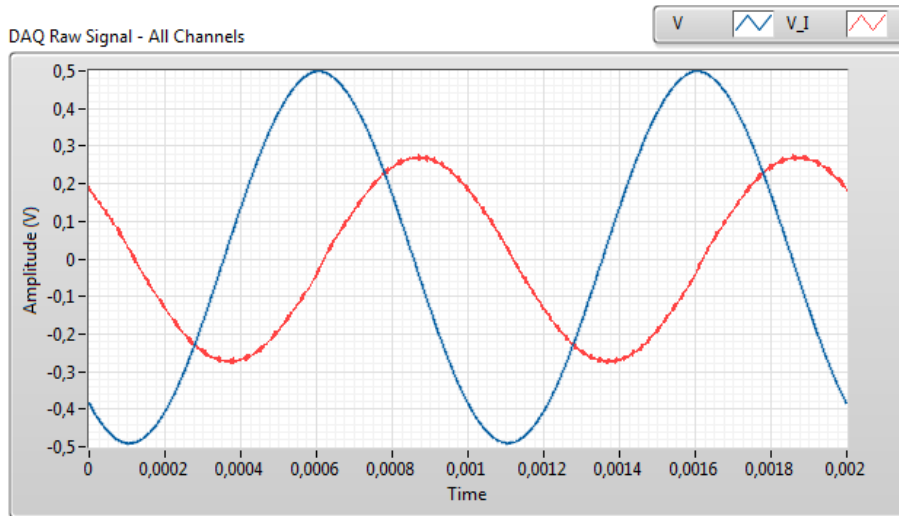 V V_I
DAQ Raw Signal - All Channels
0,5
0,4
0,3
0,2
0,1
0
-0,1
-0,2
-0,3
-0,4
-0,5
Amplitude (V)
0 0,0002 0,0004 0,0006 0,0008 0,001 0,0012 0,0014 0,0016 0,0018 0,002
Time